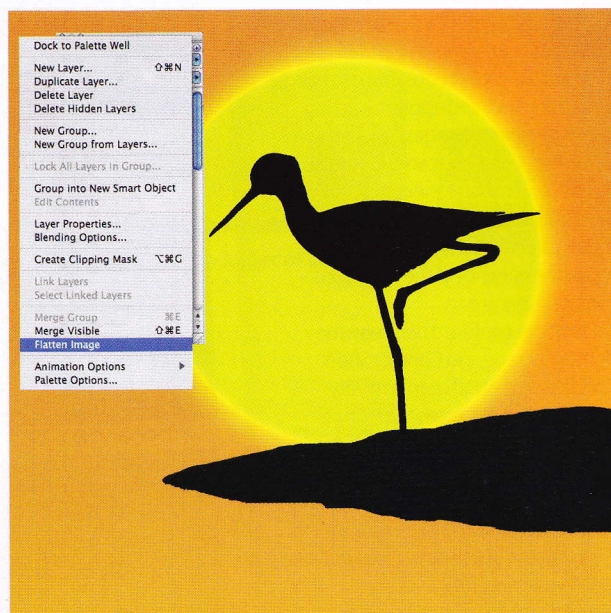 Dock to Palette Well
New Layer... ⇧⌘N
Duplicate Layer...
Delete Layer
Delete Hidden Layers
New Group...
New Group from Layers...
Lock All Layers in Group...
Group into New Smart Object
Edit Contents
Layer Properties...
Blending Options...
Create Clipping Mask ⌥⌘G
Link Layers
Select Linked Layers
Merge Group ⌘E
Merge Visible ⇧⌘E
Flatten Image
Animation Options
Palette Options...